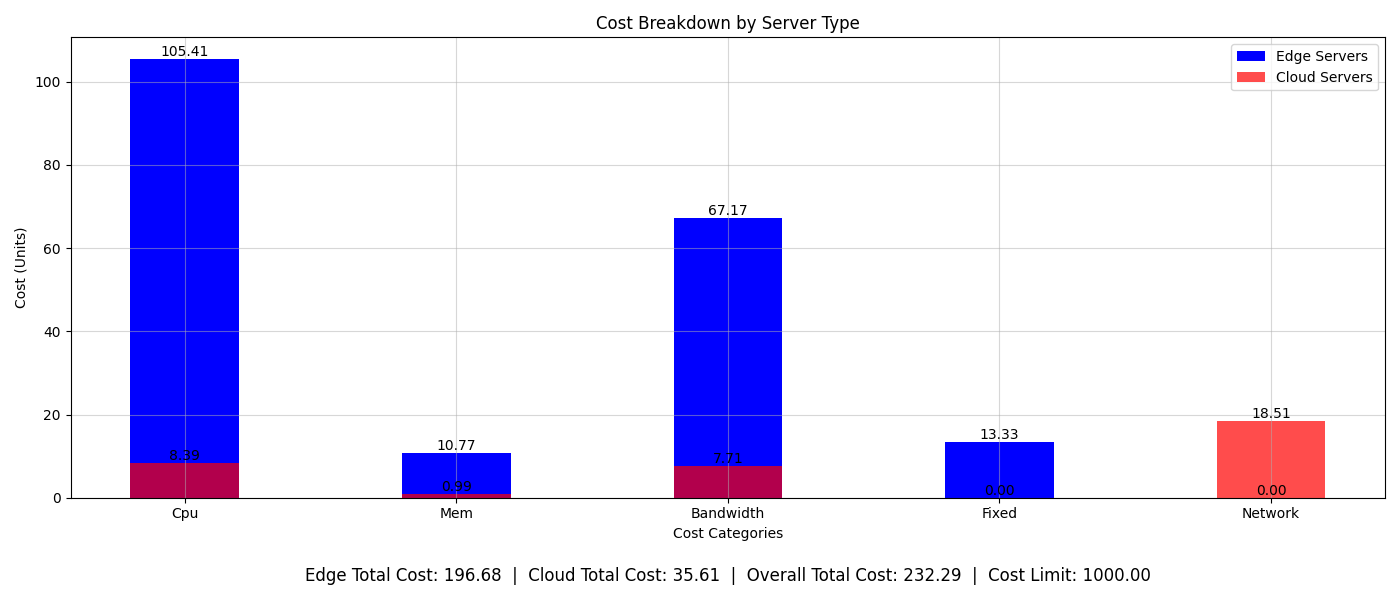 Cost Breakdown by Server Type
Edge Servers
Cloud Servers
Cost (Units)
100
80
60
40
20
0
105.41
8.39
10.77
0.89
67.17
7.71
13.33
0.00
18.51
0.00
Cpu
Mem
Bandwidth
Fixed
Network
Cost Categories
Edge Total Cost: 196.68 | Cloud Total Cost: 35.61 | Overall Total Cost: 232.29 | Cost Limit: 1000.00